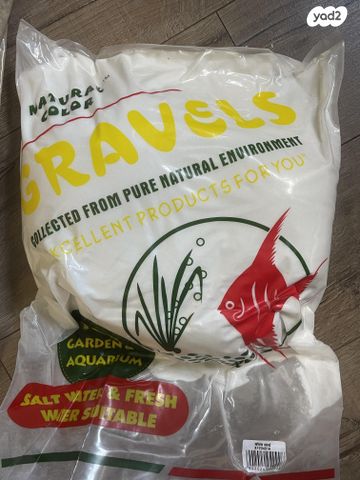 yad2
NATURAL
COLOR
GRAVELS
COLLECTED FROM PURE NATURAL ENVIRONMENT
EXCELLENT PRODUCTS FOR YOU
GARDEN &
AQUARIUM
SALT WATER & FRESH
WATER SUITABLE